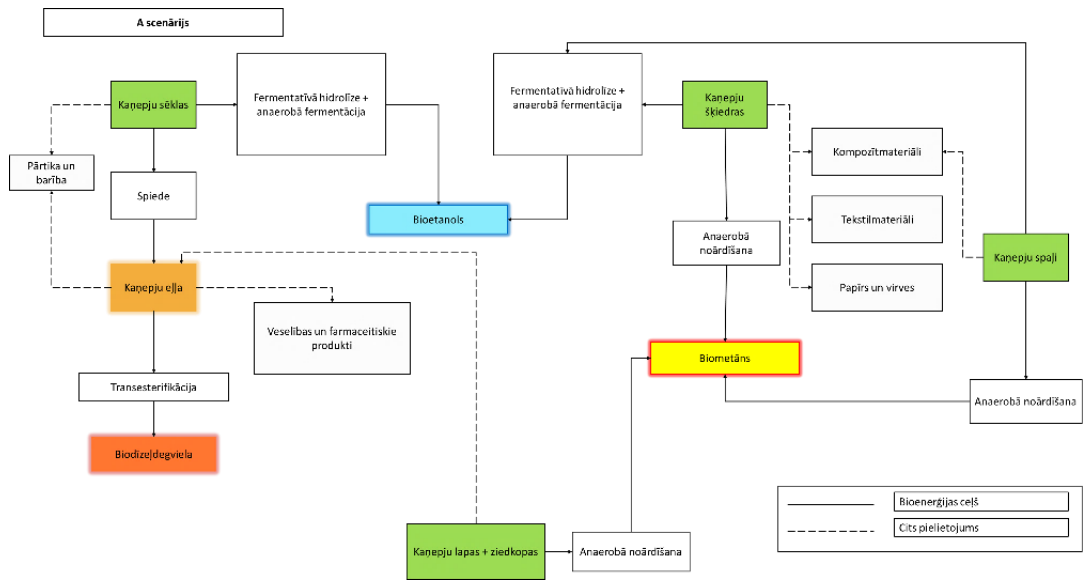 A scenārijs
Kaņepju sēklas
Fermentatīvā hidrolīze +
anaerobā fermentācija
Fermentatīvā hidrolīze +
anaerobā fermentācija
Kaņepju
šķiedras
Pārtika un
barība
Spiede
Kompozītmateriāli
Bioetanols
Tekstilmateriāli
Anaerobā
noārdīšana
Kaņepju spaļi
Kaņepju eļļa
Papīrs un virves
Veselības un farmaceitiskie
produkti
Biometāns
Transesterifikācija
Anaerobā noārdīšana
Biodīzeļdegviela
Kaņepju lapas + ziedkopas
Anaerobā noārdīšana
Bioenerģijas ceļš
Cits pielietojums